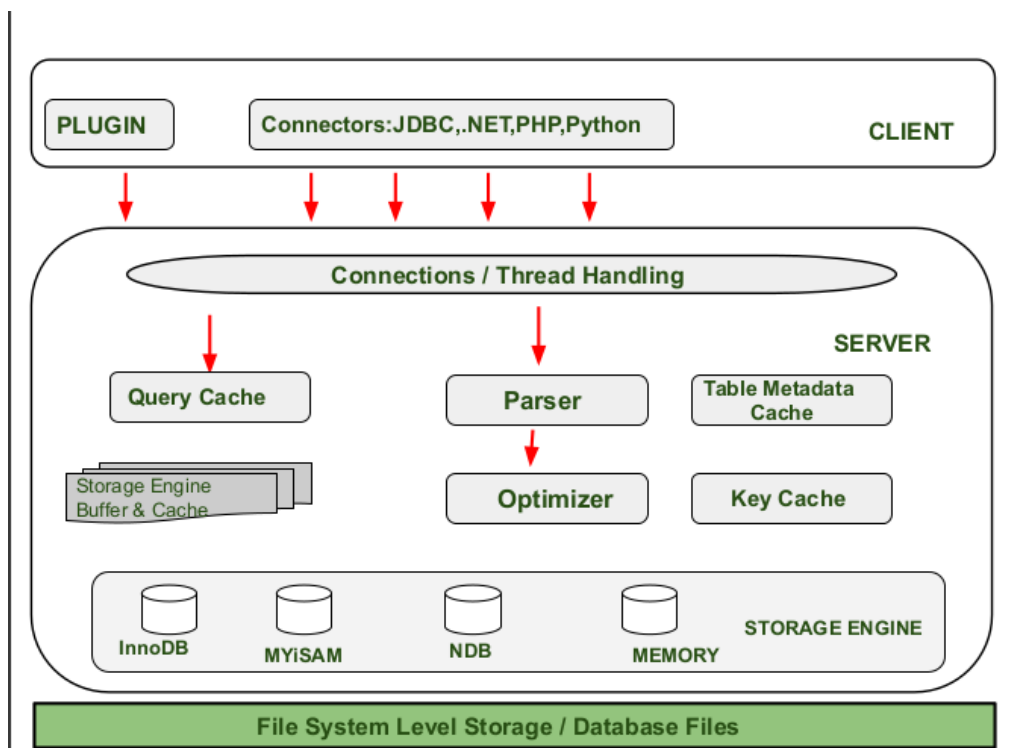 PLUGIN
Connectors:JDBC,.NET,PHP,Python
CLIENT
Connections / Thread Handling
SERVER
Query Cache
Parser
Table Metadata
Cache
Storage Engine
Buffer & Cache
Optimizer
Key Cache
InnoDB
MYiSAM
NDB
MEMORY
STORAGE ENGINE
File System Level Storage / Database Files